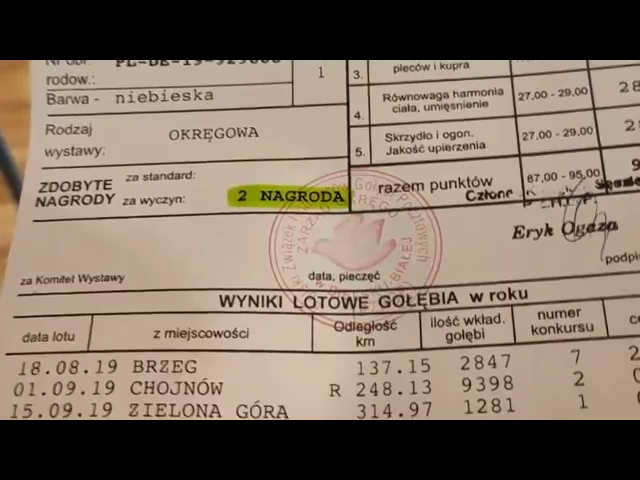 Nr obr.
rodow.:
1
3.
pleców i kupra
Barwa - niebieska
4.
Równowaga harmonia
ciała, umięśnienie
27,00 - 29,00
28
Rodzaj
wystawy:
OKRĘGOWA
5.
Skrzydło i ogon.
Jakość upierzenia
27,00 - 29,00
ZDOBYTE
NAGRODY
za standard:
za wyczyn:
2 NAGRODA
razem punktów
87,00 - 95,00
9
Eryk Ogaza
za Komitet Wystawy
data, pieczęć
WYNIKI LOTOWE GOŁĘBIA w roku
data lotu
z miejscowości
Odległość
km
ilość wkład.
gołębi
numer
konkursu
18.08.19 BRZEG 137.15 2847 7
01.09.19 CHOJNÓW R 248.13 9398 2
15.09.19 ZIELONA GÓRA 314.97 1281 1